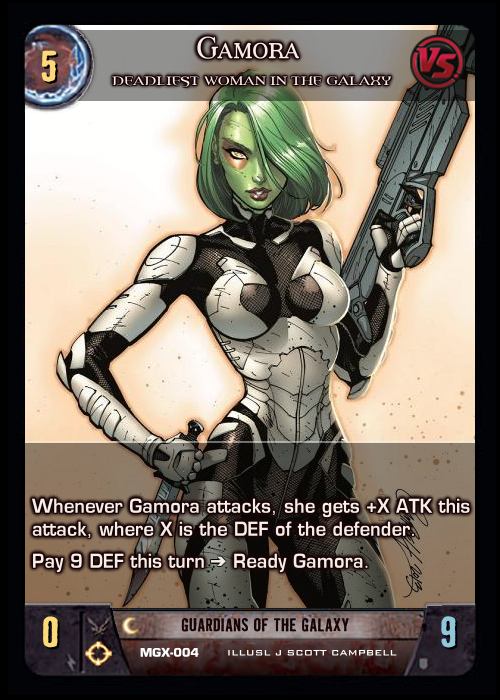 5
GAMORA
VS
DEADLIEST WOMAN IN THE GALAXY
Whenever Gamora attacks, she gets +X ATK this
attack, where X is the DEF of the defender.
Pay 9 DEF this turn ➔ Ready Gamora.
0
GUARDIANS OF THE GALAXY
9
MGX-004 ILLUSL J SCOTT CAMPBELL